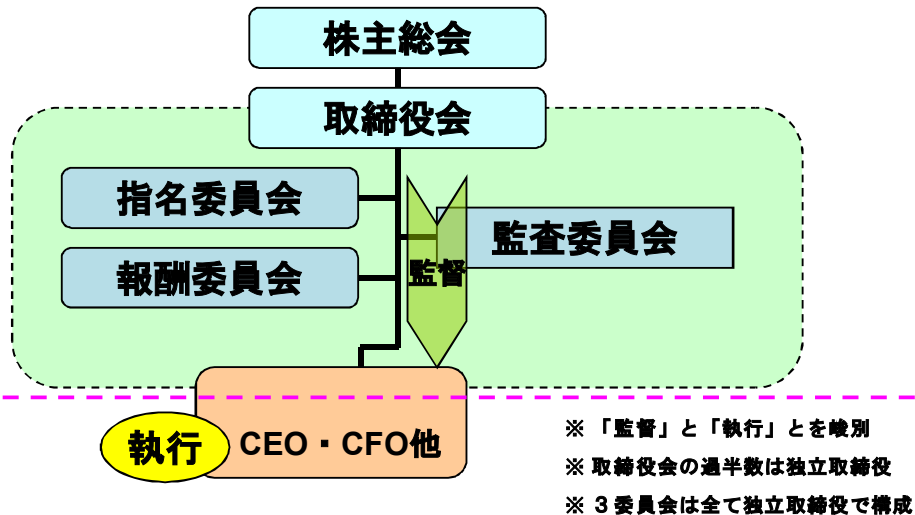 株主総会
取締役会
指名委員会
監査委員会
報酬委員会
監督
執行
CEO・CFO他
※ 「監督」と「執行」とを峻別
※ 取締役会の過半数は独立取締役
※ 3委員会は全て独立取締役で構成